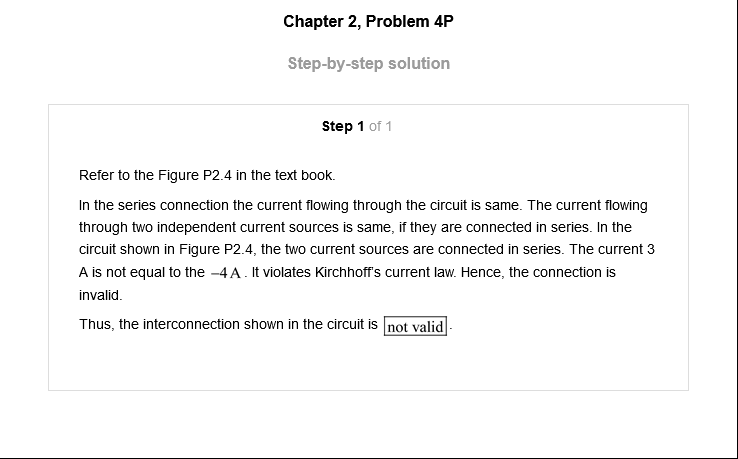 Chapter 2, Problem 4P
Step-by-step solution
Step 1 of 1
Refer to the Figure P2.4 in the text book.
In the series connection the current flowing through the circuit is same. The current flowing
through two independent current sources is same, if they are connected in series. In the
circuit shown in Figure P2.4, the two current sources are connected in series. The current 3
A is not equal to the −4 A . It violates Kirchhoff's current law. Hence, the connection is
invalid.
Thus, the interconnection shown in the circuit is not valid .